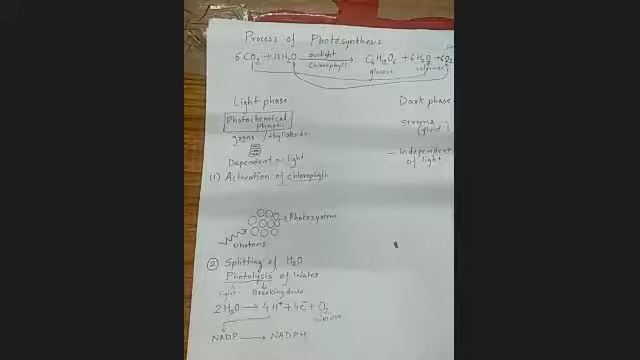 Process of Photosynthesis
6CO2 + 12H2O sunlight Chlorophyll → C6H12O6 + 6H2O + 6O2
glucose
Light phase
Dark phase
Photochemical Phase
stroma
(fluid)
grana /thylakoids
Dependent on light
- independent of light
(1) Activation of chlorophyll
Photosystem
photons
(2) Splitting of H2O
Photolysis of Water
light Breaking down
2H2O → 4H+ + 4e- + O2
NADP → NADPH